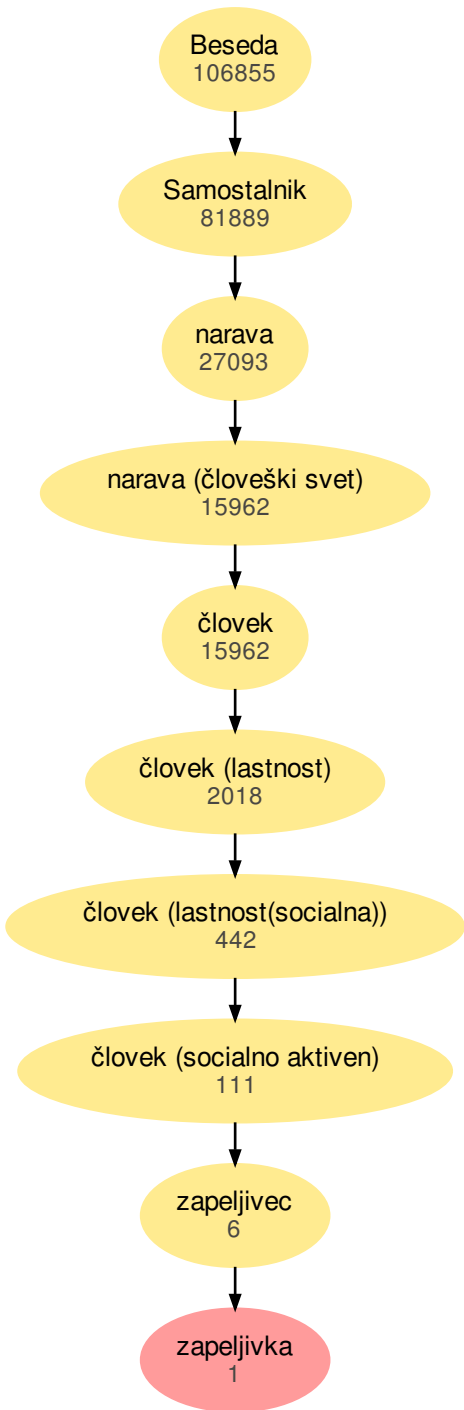 Beseda
106855
Samostalnik
81889
narava
27093
narava (človeški svet)
15962
človek
15962
človek (lastnost)
2018
človek (lastnost(socialna))
442
človek (socialno aktiven)
111
zapeljivec
6
zapeljivka
1